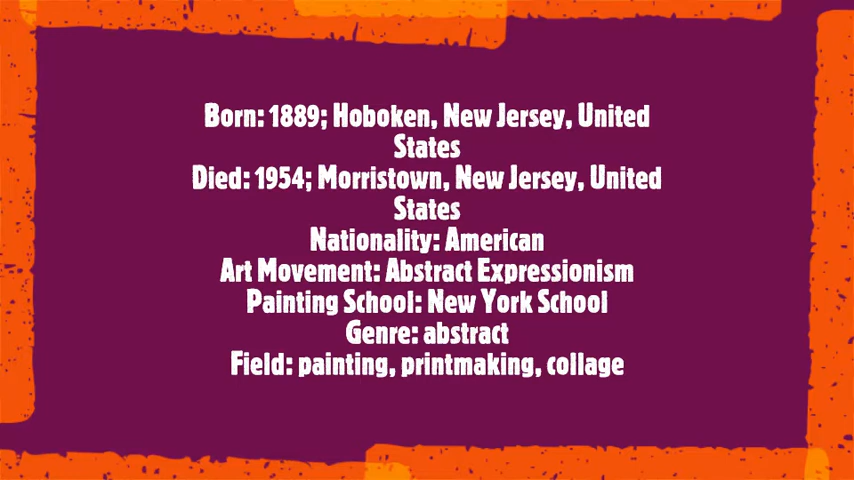 Born: 1889; Hoboken, New Jersey, United
States
Died: 1954; Morristown, New Jersey, United
States
Nationality: American
Art Movement: Abstract Expressionism
Painting School: New York School
Genre: abstract
Field: painting, printmaking, collage